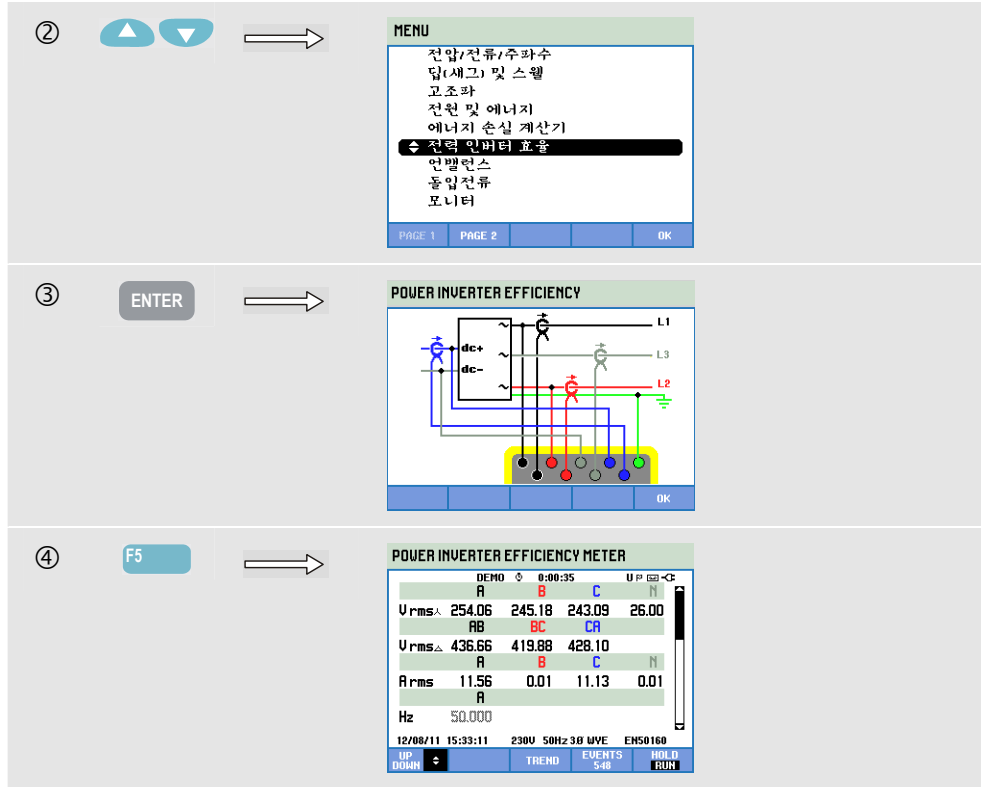 ②
MENU
전압/전류/주파수
딥(새그) 및 스웰
고조파
전원 및 에너지
에너지 손실 계산기
전력 인버터 효율
언밸런스
돌입전류
모니터
PAGE 1 PAGE 2 OK
③
ENTER
POWER INVERTER EFFICIENCY
L1
dc+
L3
dc-
L2
OK
④
F5
POWER INVERTER EFFICIENCY METER
DEMO 0:00:35 U P
A B C N
V rms⅄ 254.06 245.18 243.09 26.00
AB BC CA
V rms△ 436.66 419.88 428.10
A B C N
A rms 11.56 0.01 11.13 0.01
A
Hz 50.000
12/08/11 15:33:11 230V 50Hz 3Ø WYE EN50160
UP DOWN TREND EVENTS 548 HOLD RUN